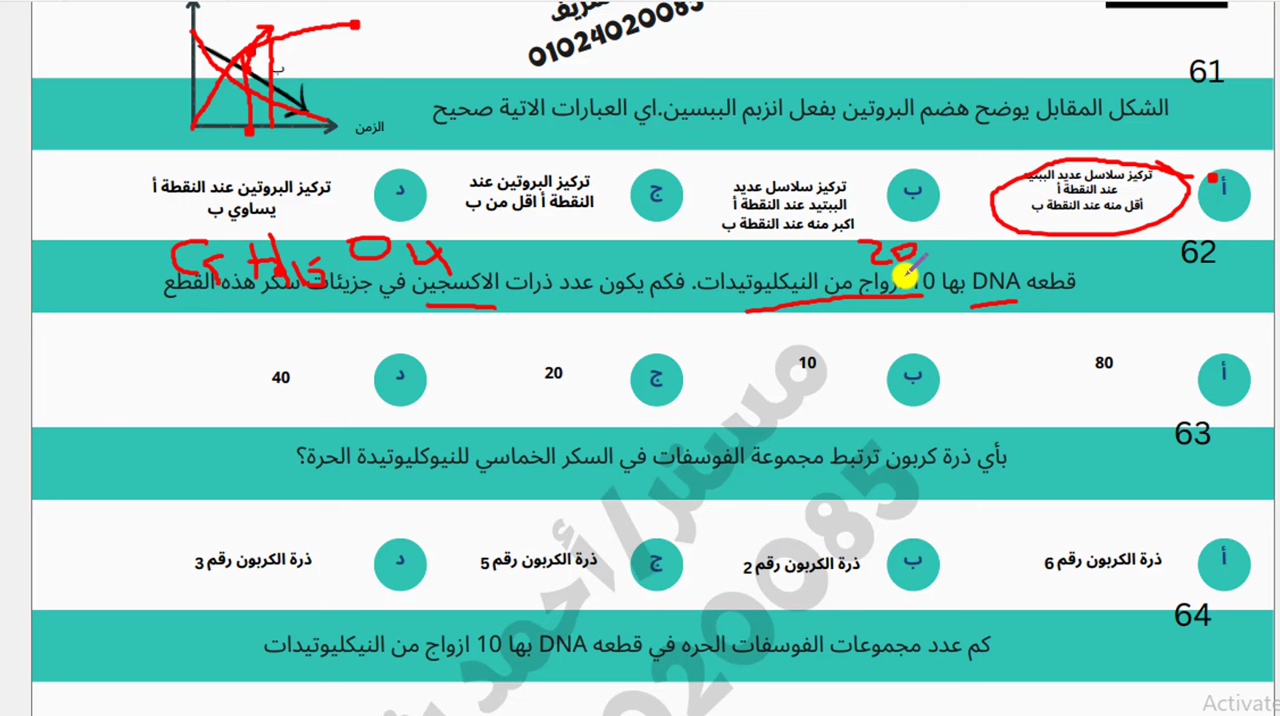 01024020085
61
ب
الزمن
الشكل المقابل يوضح هضم البروتين بفعل انزبم الببسين.اي العبارات الاتية صحيح
أ
تركيز سلاسل عديد الببتيد
عند النقطة أ
أقل منه عند النقطة ب
ب
تركيز سلاسل عديد
الببتيد عند النقطة أ
اكبر منه عند النقطة ب
ج
تركيز البروتين عند
النقطة أ اقل من ب
د
تركيز البروتين عند النقطة أ
يساوي ب
62
20
قطعه DNA بها 10 ازواج من النيكليوتيدات. فكم يكون عدد ذرات الاكسجين في جزيئات سكر هذه القطع
أ
80
ب
10
ج
20
د
40
63
بأي ذرة كربون ترتبط مجموعة الفوسفات في السكر الخماسي للنيوكليوتيدة الحرة؟
أ
ذرة الكربون رقم 6
ب
ذرة الكربون رقم 2
ج
ذرة الكربون رقم 5
د
ذرة الكربون رقم 3
64
كم عدد مجموعات الفوسفات الحره في قطعه DNA بها 10 ازواج من النيكليوتيدات
مستر/ أحمد
020085
Activate